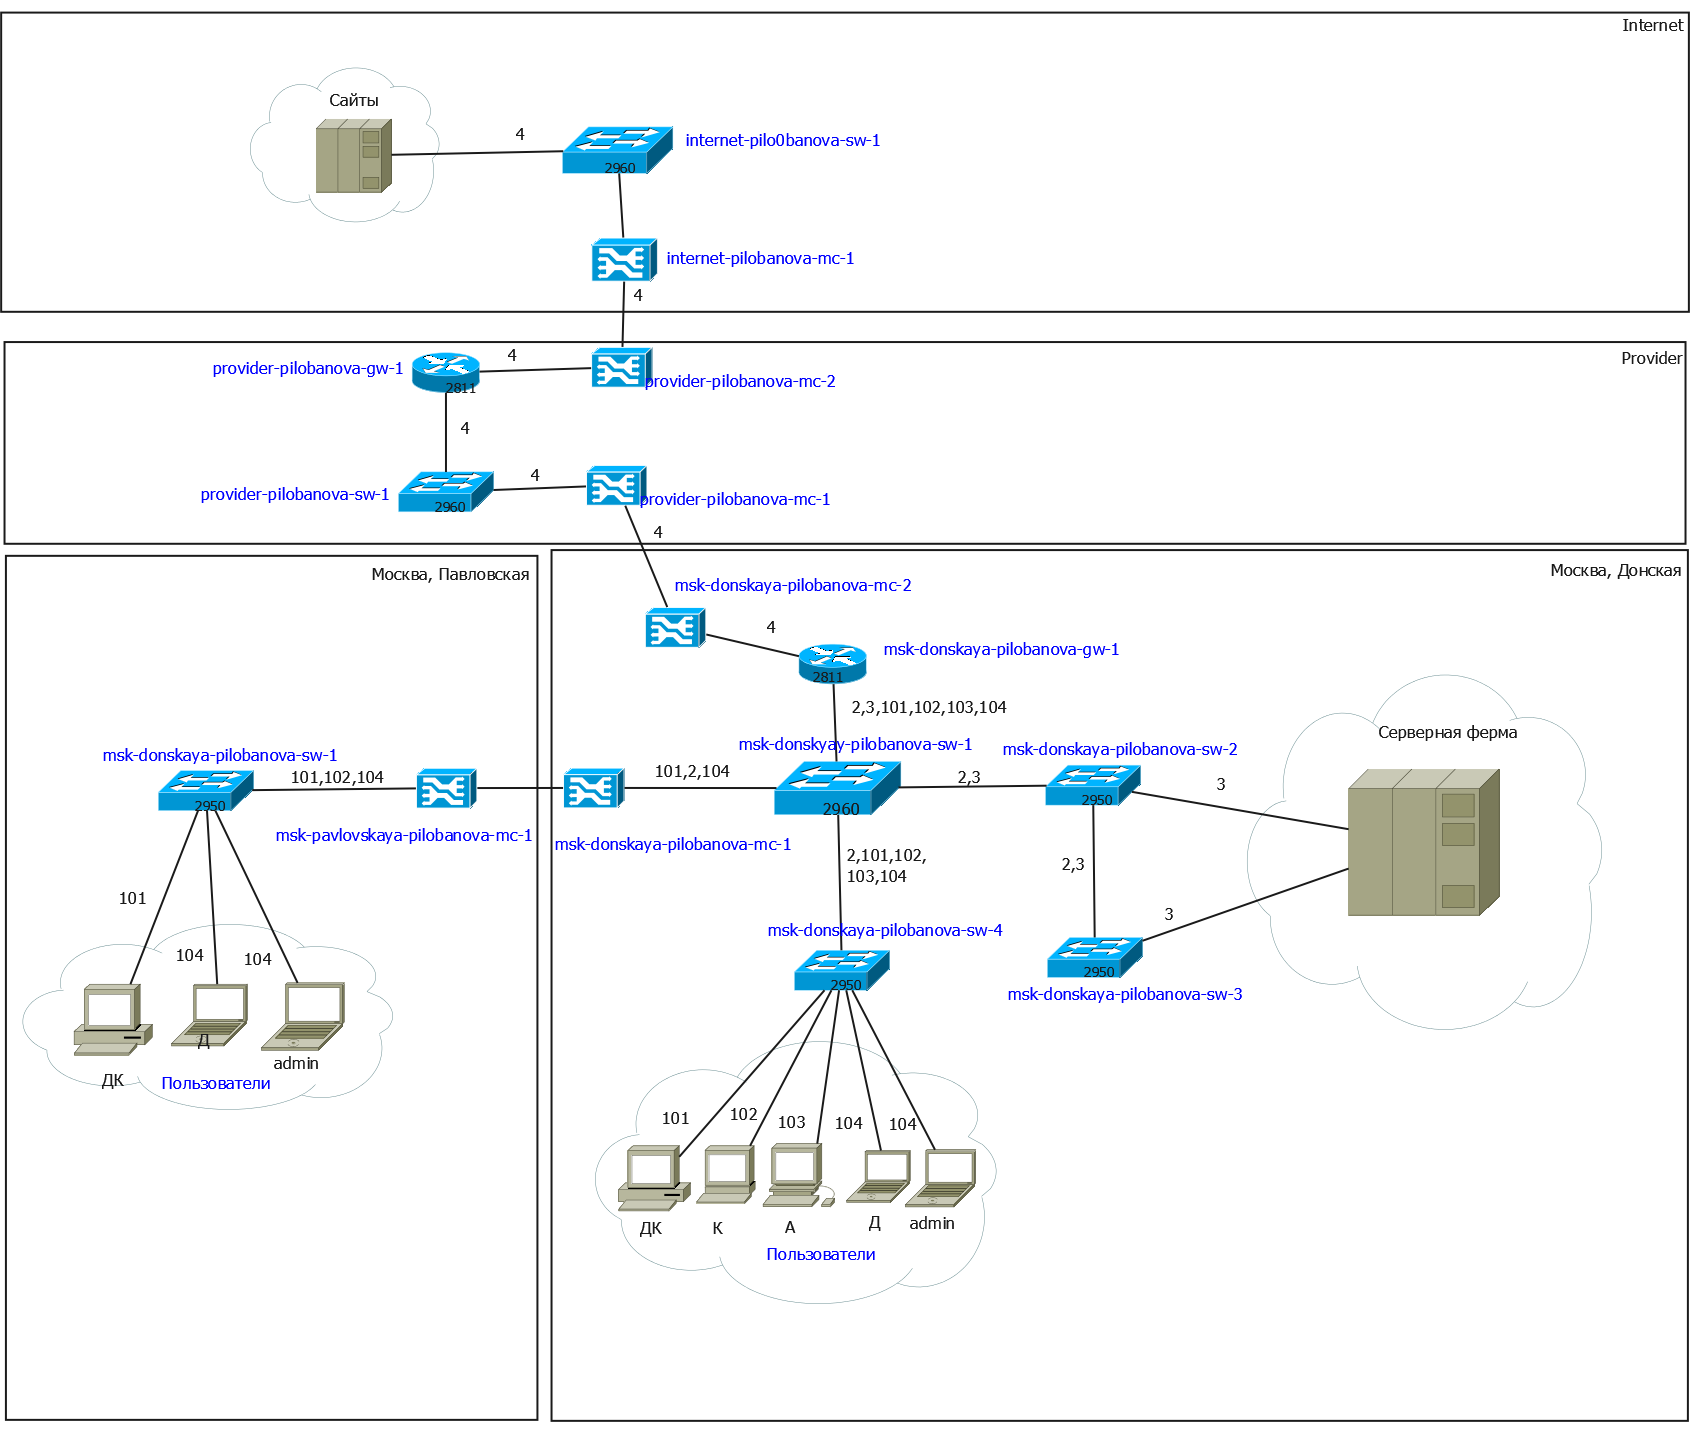 Internet
Сайты
4
internet-pilo0banova-sw-1
2960
internet-pilobanova-mc-1
4
Provider
provider-pilobanova-gw-1
4
2811
provider-pilobanova-mc-2
4
provider-pilobanova-sw-1
4
2960
provider-pilobanova-mc-1
4
Москва, Павловская
msk-donskaya-pilobanova-sw-1
101,102,104
2950
msk-pavlovskaya-pilobanova-mc-1
101
104
104
ДК
Д
admin
Пользователи
Москва, Донская
msk-donskaya-pilobanova-mc-2
4
msk-donskaya-pilobanova-gw-1
2811
2,3,101,102,103,104
msk-donskyay-pilobanova-sw-1
101,2,104
2960
msk-donskaya-pilobanova-mc-1
2,3
msk-donskaya-pilobanova-sw-2
2950
3
Серверная ферма
2,3
3
2950
msk-donskaya-pilobanova-sw-3
2,101,102,
103,104
msk-donskaya-pilobanova-sw-4
2950
101
102
103
104
104
ДК
К
А
Д
admin
Пользователи